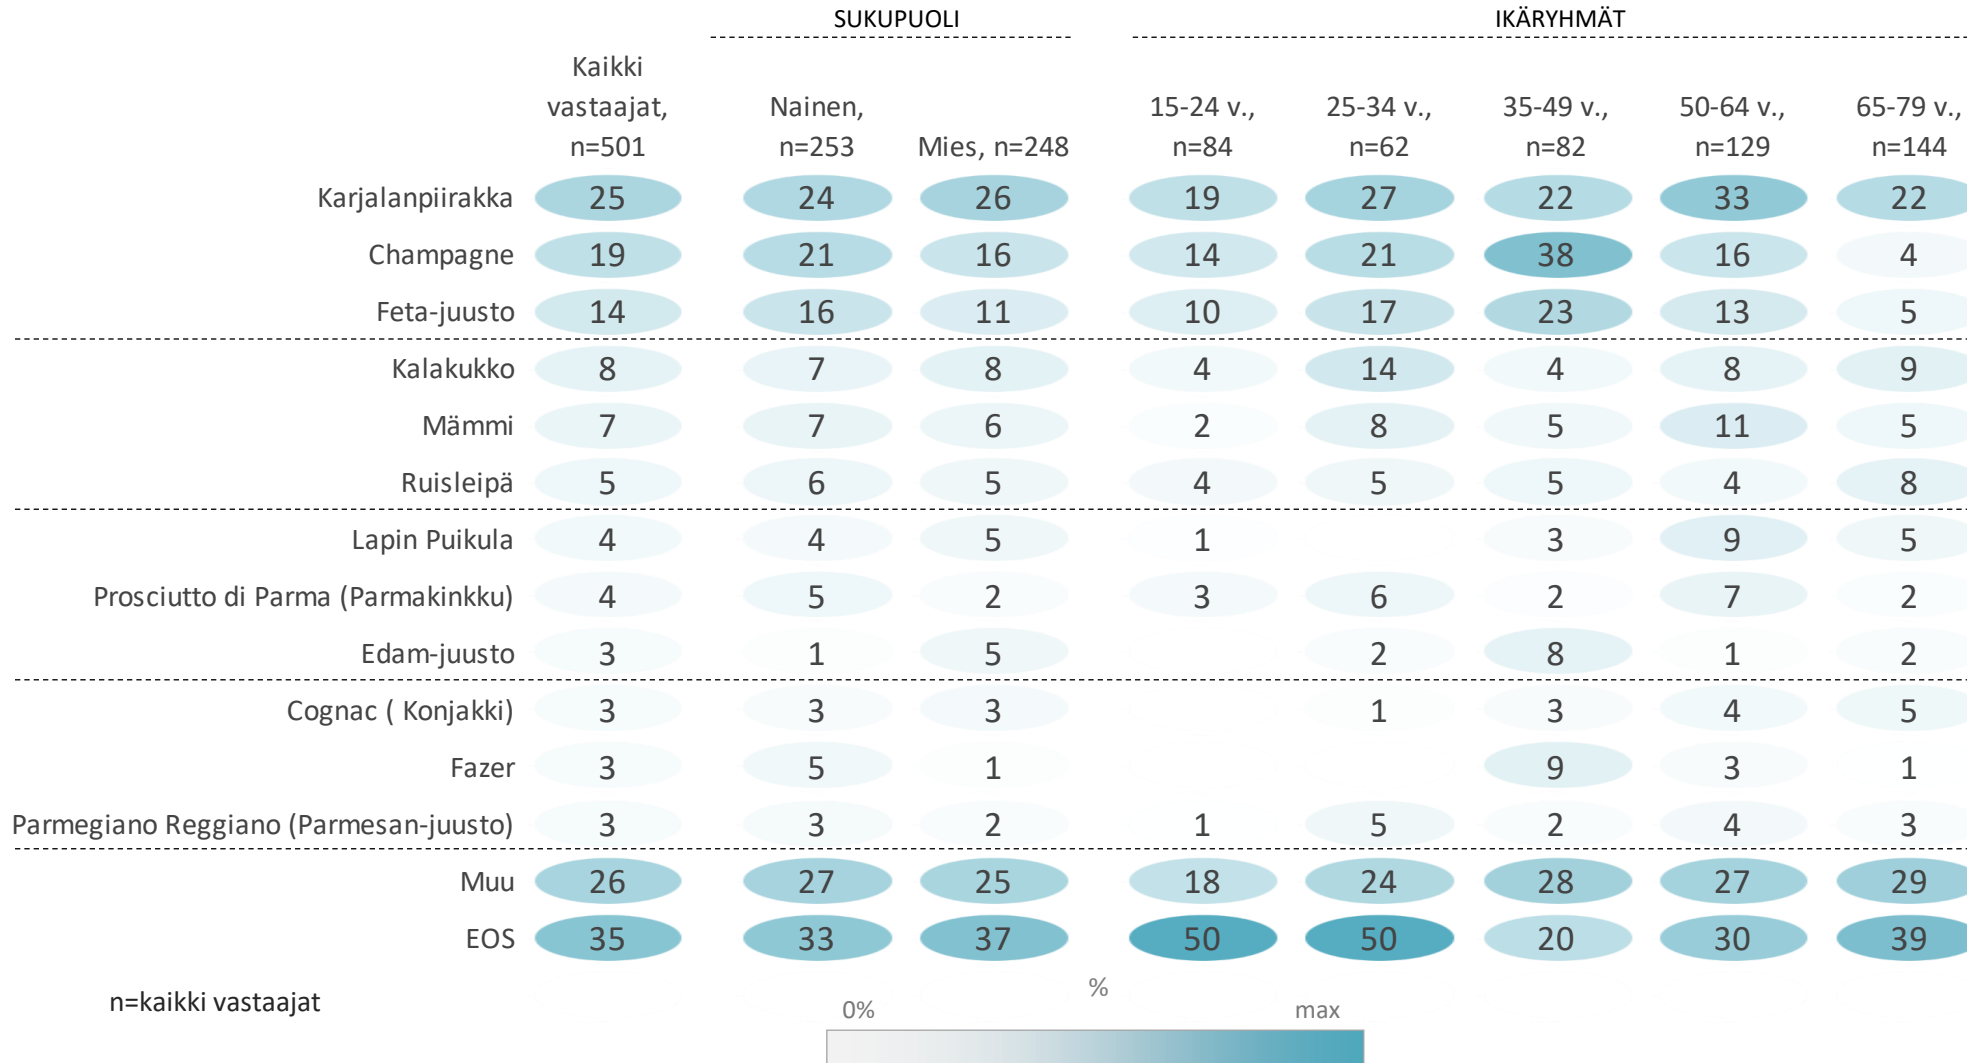 SUKUPUOLI IKÄRYHMÄT
Kaikki
vastaajat, Nainen, 15-24 v., 25-34 v., 35-49 v., 50-64 v., 65-79 v.,
n=501 n=253 Mies, n=248 n=84 n=62 n=82 n=129 n=144
Karjalanpiirakka 25 24 26 19 27 22 33 22
Champagne 19 21 16 14 21 38 16 4
Feta-juusto 14 16 11 10 17 23 13 5
Kalakukko 8 7 8 4 14 4 8 9
Mämmi 7 7 6 2 8 5 11 5
Ruisleipä 5 6 5 4 5 5 4 8
Lapin Puikula 4 4 5 1 3 9 5
Prosciutto di Parma (Parmakinkku) 4 5 2 3 6 2 7 2
Edam-juusto 3 1 5 2 8 1 2
Cognac ( Konjakki) 3 3 3 1 3 4 5
Fazer 3 5 1 9 3 1
Parmegiano Reggiano (Parmesan-juusto) 3 3 2 1 5 2 4 3
Muu 26 27 25 18 24 28 27 29
EOS 35 33 37 50 50 20 30 39
n=kaikki vastaajat
%
0% max